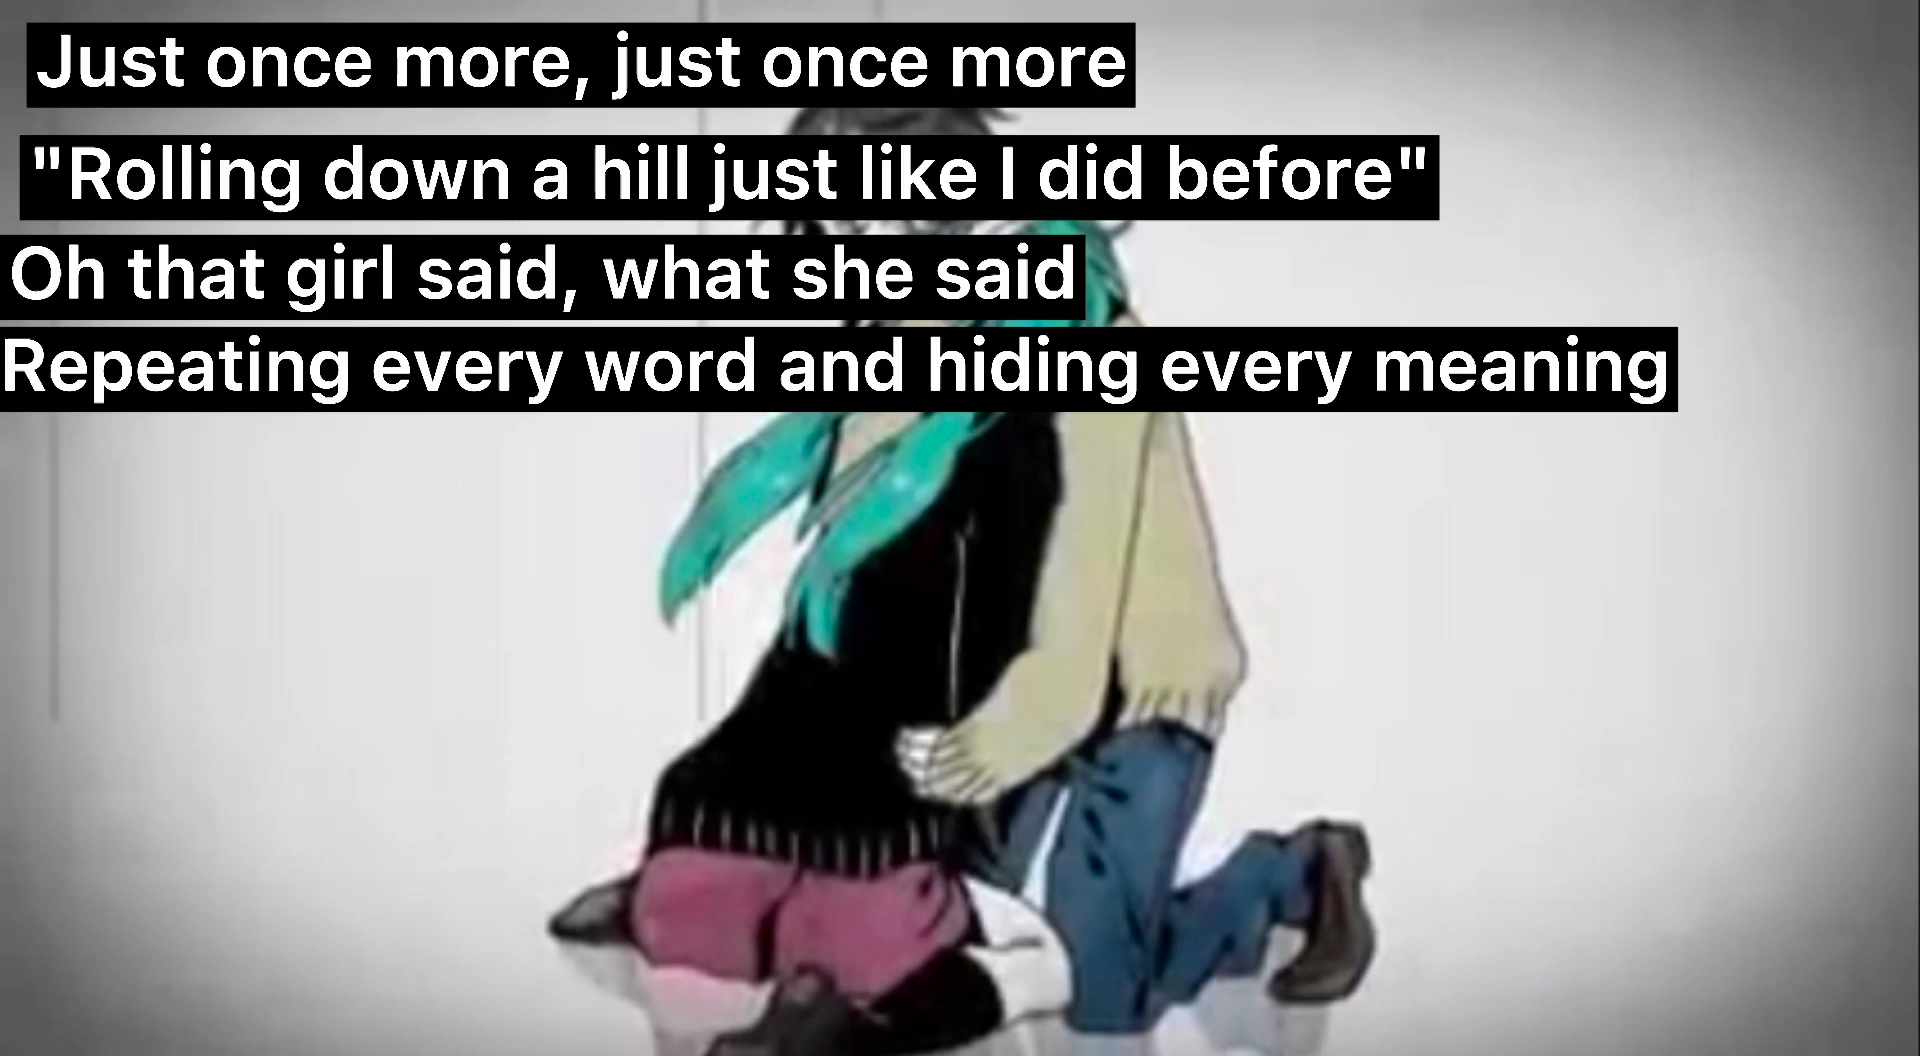 Just once more, just once more
"Rolling down a hill just like I did before"
Oh that girl said, what she said
Repeating every word and hiding every meaning